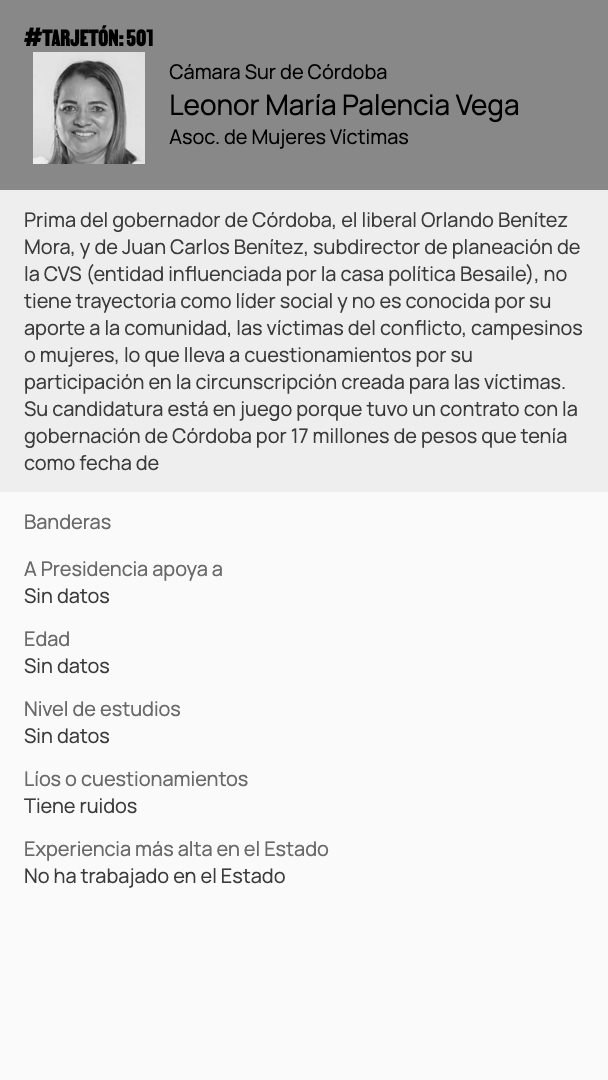 #TARJETÓN: 501
Cámara Sur de Córdoba
Leonor María Palencia Vega
Asoc. de Mujeres Víctimas
Prima del gobernador de Córdoba, el liberal Orlando Benítez
Mora, y de Juan Carlos Benítez, subdirector de planeación de
la CVS (entidad influenciada por la casa política Besaile), no
tiene trayectoria como líder social y no es conocida por su
aporte a la comunidad, las víctimas del conflicto, campesinos
o mujeres, lo que lleva a cuestionamientos por su
participación en la circunscripción creada para las víctimas.
Su candidatura está en juego porque tuvo un contrato con la
gobernación de Córdoba por 17 millones de pesos que tenía
como fecha de
Banderas
A Presidencia apoya a
Sin datos
Edad
Sin datos
Nivel de estudios
Sin datos
Líos o cuestionamientos
Tiene ruidos
Experiencia más alta en el Estado
No ha trabajado en el Estado